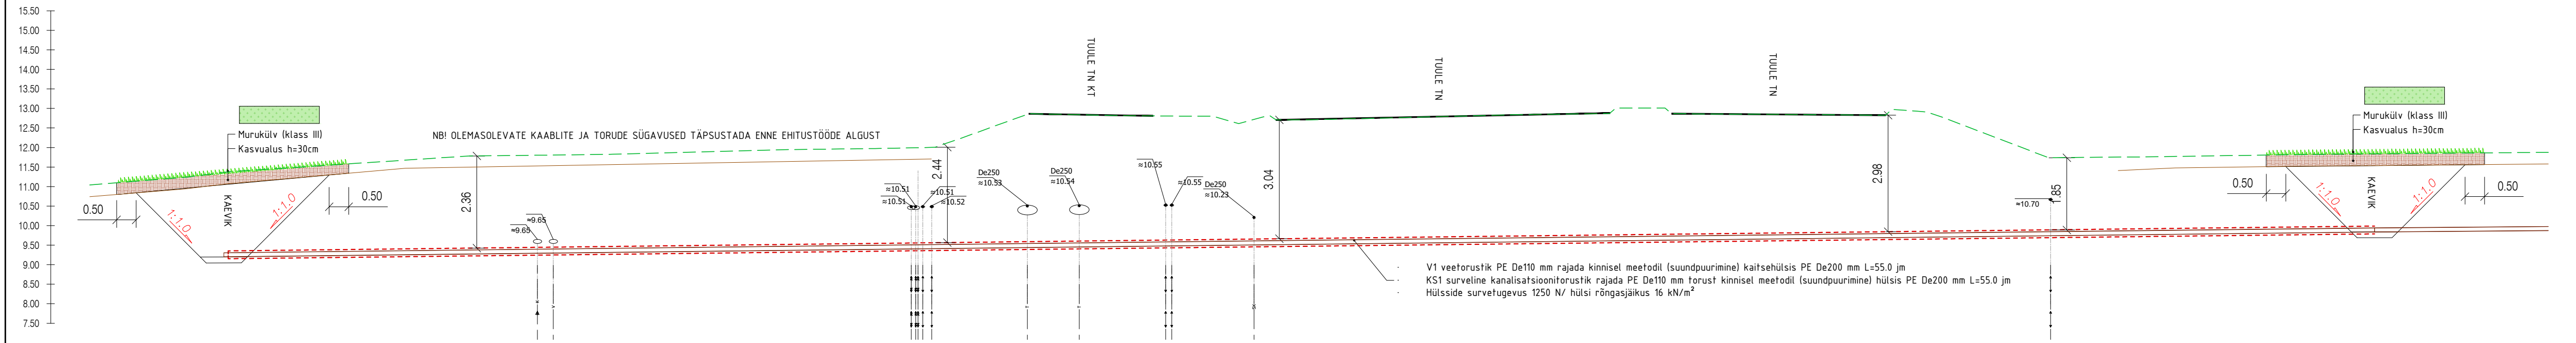 15.50
15.00
14.50
14.00
13.50
13.00
12.50
12.00
11.50
11.00
10.50
10.00
9.50
9.00
8.50
8.00
7.50
Murukülv (klass III)
Kasvualus h=30cm
0.50
1:1.0
KAEVIK
1:1.0
0.50
NB! OLEMASOLEVATE KAABLITE JA TORUDE SÜGAVUSED TÄPSUSTADA ENNE EHITUSTÖÖDE ALGUST
2.36
≈9.65
≈9.65
≈10.51
≈10.51
≈10.51
≈10.52
2.44
De250
≈10.53
De250
≈10.54
TUULE TN KT
≈10.55
≈10.55
De250
≈10.23
3.04
TUULE TN
TUULE TN
2.98
≈10.70
1.85
V1 veetorustik PE De110 mm rajada kinnisel meetodil (suundpuurimine) kaitsehülsis PE De200 mm L=55.0 jm
KS1 surveline kanalisatsioonitorustik rajada PE De110 mm torust kinnisel meetodil (suundpuurimine) hülsis PE De200 mm L=55.0 jm
Hülsside survetugevus 1250 N/ hülsi rõngasjäikus 16 kN/m²
Murukülv (klass III)
Kasvualus h=30cm
0.50
1:1.0
KAEVIK
1:1.0
0.50